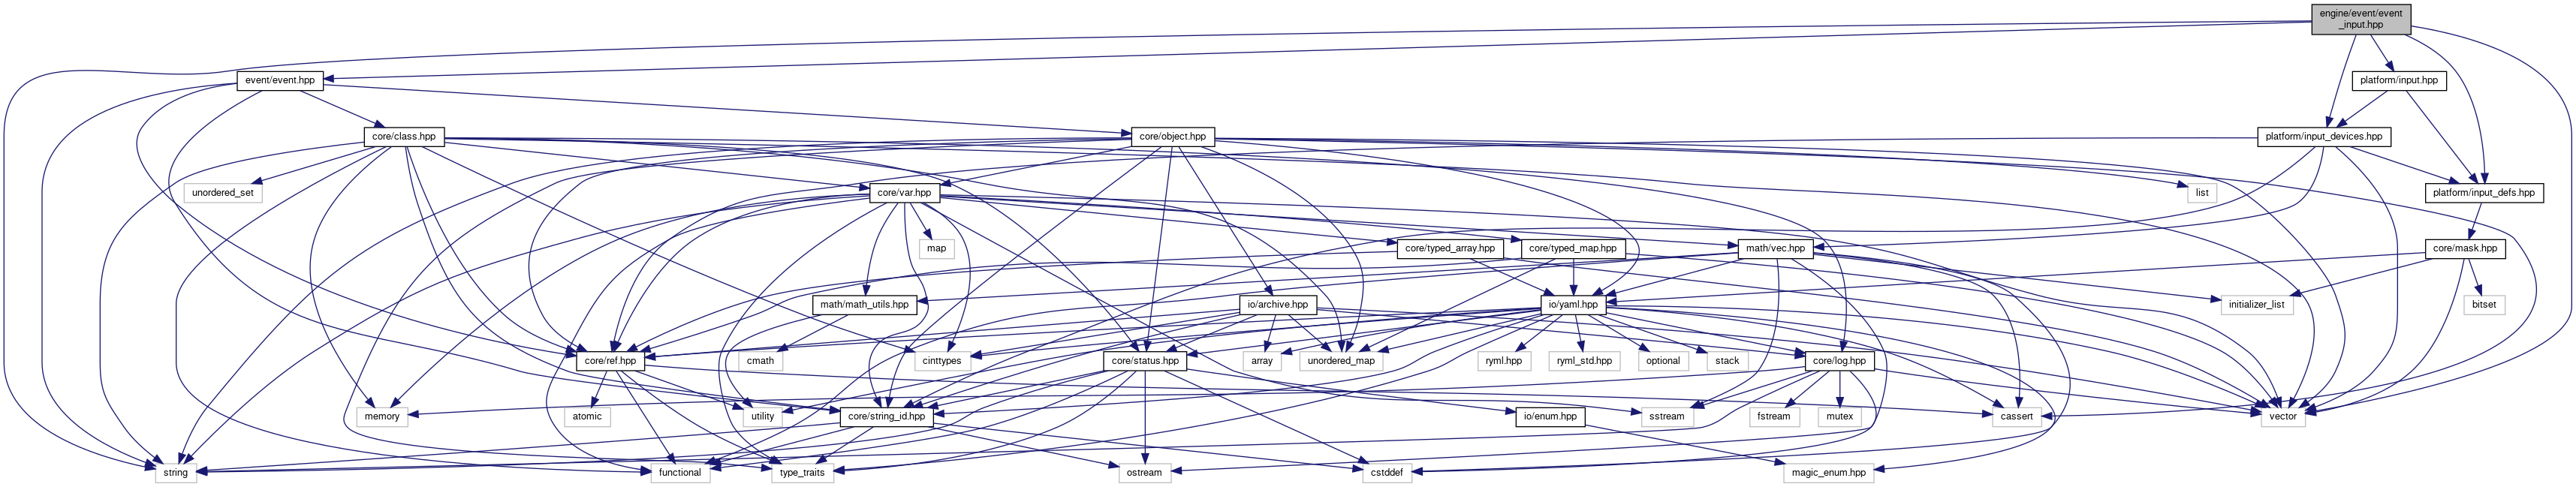 engine/event/event
_input.hpp
event/event.hpp
platform/input.hpp
core/class.hpp
core/object.hpp
platform/input_devices.hpp
unordered_set
core/var.hpp
list
platform/input_defs.hpp
map
core/typed_array.hpp
core/typed_map.hpp
math/vec.hpp
core/mask.hpp
math/math_utils.hpp
io/archive.hpp
io/yaml.hpp
initializer_list
bitset
core/ref.hpp
cmath
cinttypes
core/status.hpp
array
unordered_map
ryml.hpp
ryml_std.hpp
optional
stack
core/log.hpp
memory
atomic
utility
core/string_id.hpp
sstream
io/enum.hpp
fstream
mutex
cassert
vector
string
functional
type_traits
ostream
cstddef
magic_enum.hpp